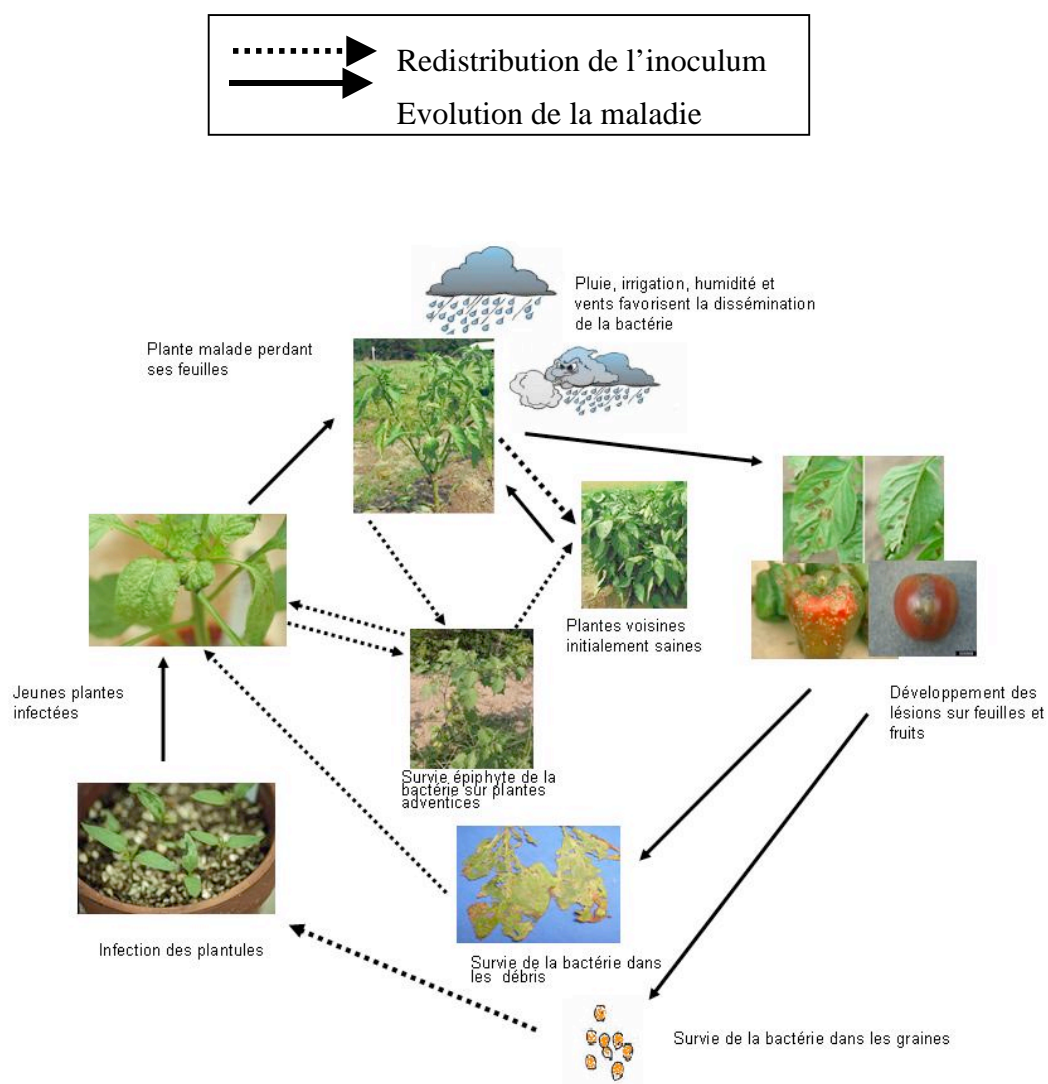 Redistribution de l’inoculum
Evolution de la maladie
Pluie, irrigation, humidité et
vents favorisent la dissémination
de la bactérie
Plante malade perdant
ses feuilles
Plantes voisines
initialement saines
Jeunes plantes
infectées
Développement des
lésions sur feuilles et
fruits
Survie épiphyte de la
bactérie sur plantes
adventices
Infection des plantules
Survie de la bactérie dans
les débris
Survie de la bactérie dans les graines